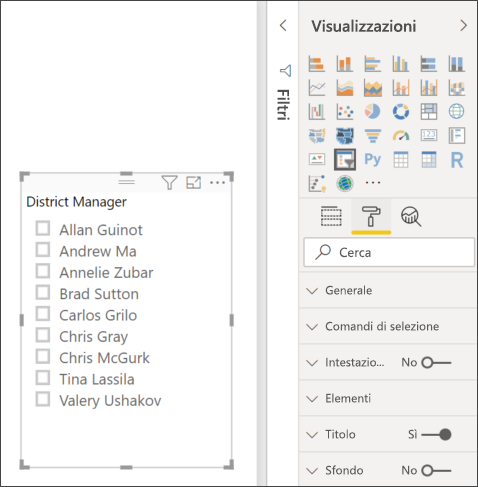 District Manager
Allan Guinot
Andrew Ma
Annelie Zubar
Brad Sutton
Carlos Grilo
Chris Gray
Chris McGurk
Tina Lassila
Valery Ushakov
Filtri
Visualizzazioni
123
Py
R
Cerca
Generale
Comandi di selezione
Intestazio... No
Elementi
Titolo Sì
Sfondo No